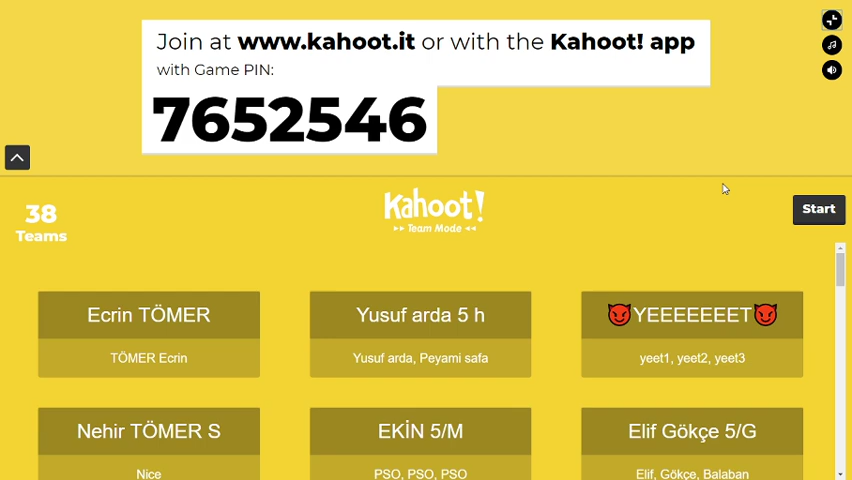 Join at www.kahoot.it or with the Kahoot! app
with Game PIN:
7652546
38
Teams
Kahoot!
Team Mode
Start
Ecrin TÖMER
TÖMER Ecrin
Yusuf arda 5 h
Yusuf arda, Peyami safa
😈YEEEEEEET😈
yeet1, yeet2, yeet3
Nehir TÖMER S
Nice
EKİN 5/M
PSO, PSO, PSO
Elif Gökçe 5/G
Elif, Gökçe, Balaban